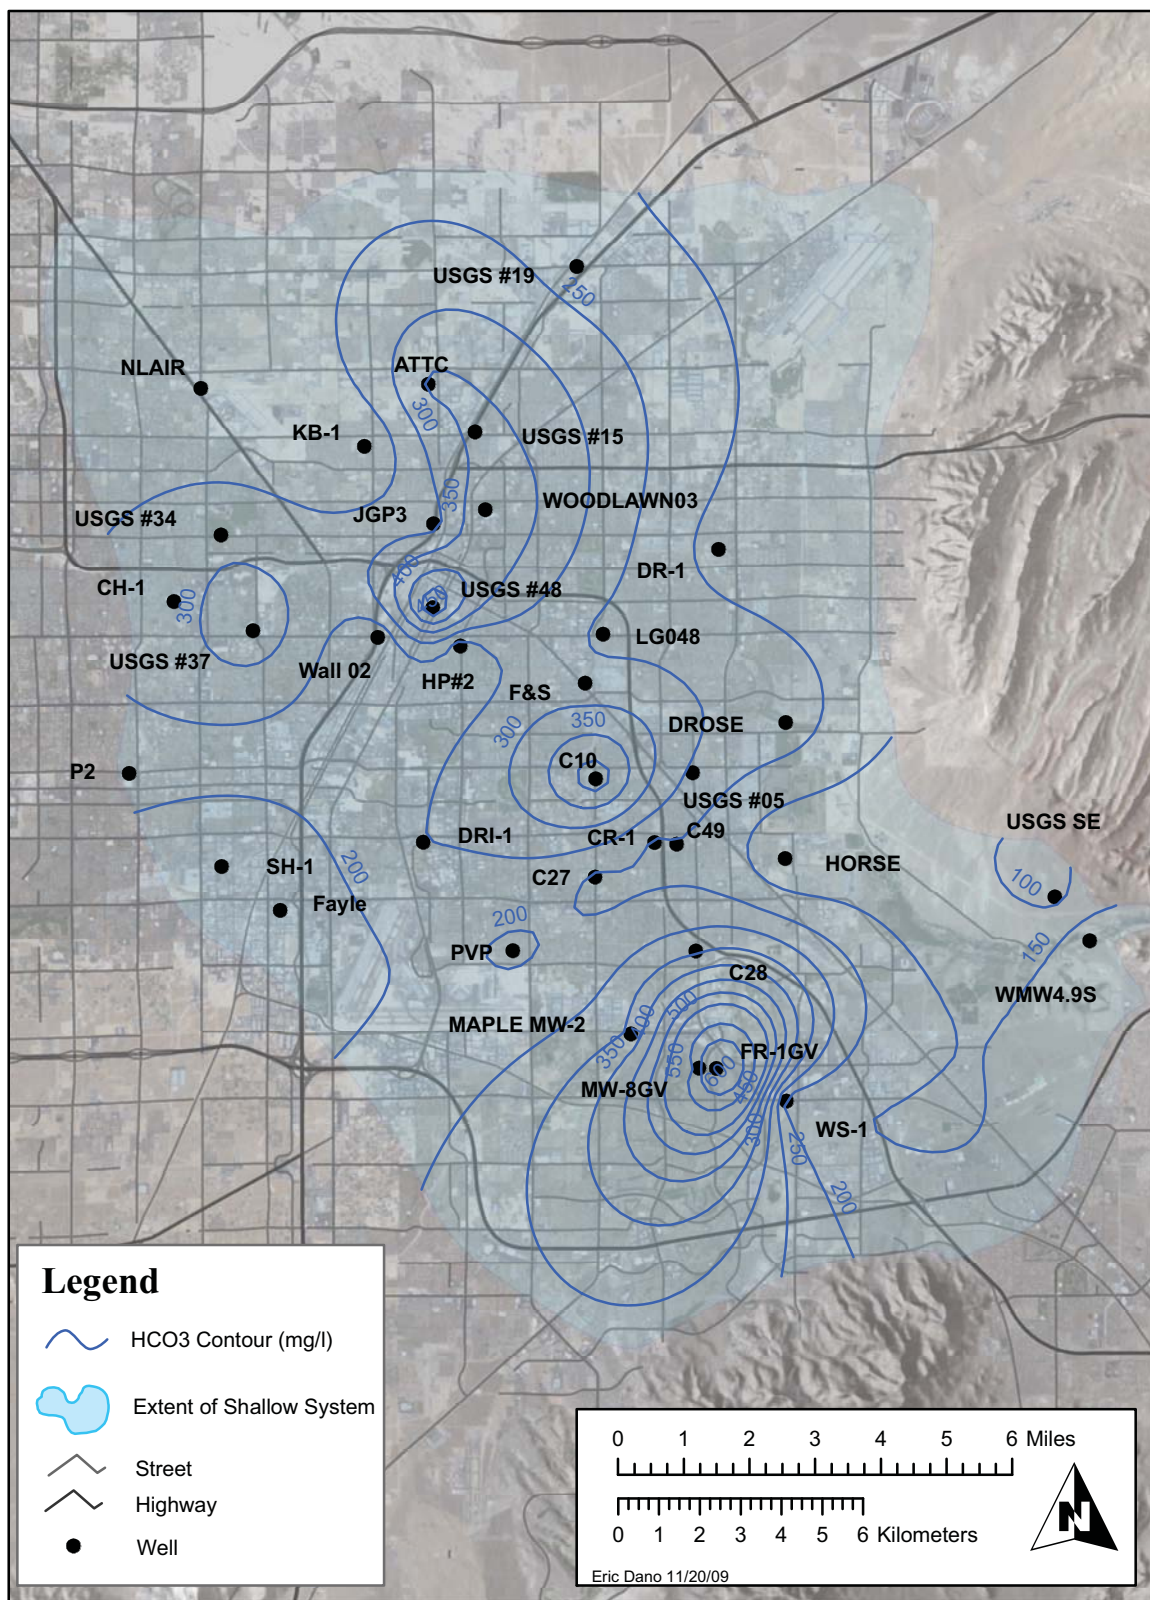 USGS #19
250
NLAIR
ATTC
300
KB-1
USGS #15
350
WOODLAWN03
JGP3
USGS #34
400
DR-1
CH-1
300
USGS #48
450
LG048
USGS #37
Wall 02
HP#2
F&S
300
350
DROSE
P2
C10
USGS #05
USGS SE
DRI-1
CR-1
C49
HORSE
SH-1
200
C27
100
Fayle
200
PVP
150
C28
WMW4.9S
500
MAPLE MW-2
400
350
550
FR-1GV
600
MW-8GV
450
WS-1
300
250
200
Legend
HCO3 Contour (mg/l)
Extent of Shallow System
Street
Highway
Well
0 1 2 3 4 5 6 Miles
0 1 2 3 4 5 6 Kilometers
N
Eric Dano 11/20/09